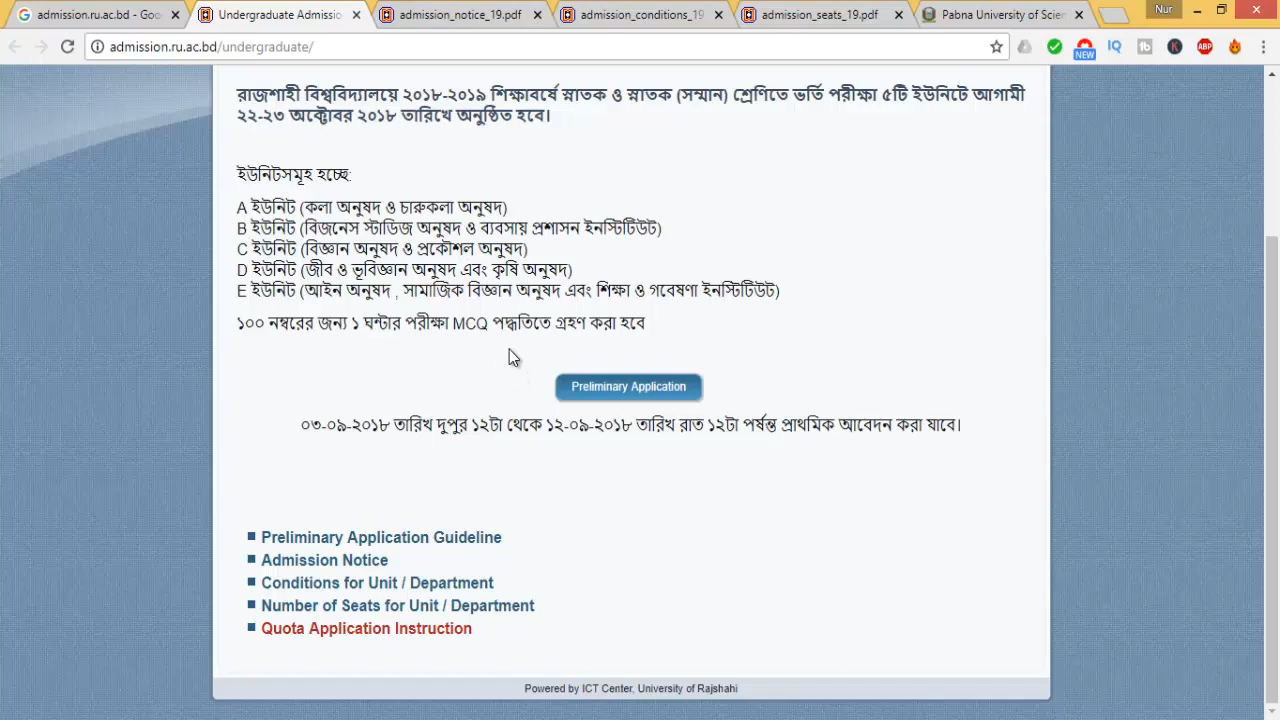 admission.ru.ac.bd - Goo
Undergraduate Admissio
admission_notice_19.pdf
admission_conditions_19
admission_seats_19.pdf
Pabna University of Scien
Nur
admission.ru.ac.bd/undergraduate/
NEW
IQ
ABP
রাজশাহী বিশ্ববিদ্যালয়ে ২০১৮-২০১৯ শিক্ষাবর্ষে স্নাতক ও স্নাতক (সম্মান) শ্রেণিতে ভর্তি পরীক্ষা ৫টি ইউনিটে আগামী
২২-২৩ অক্টোবর ২০১৮ তারিখে অনুষ্ঠিত হবে।
ইউনিটসমূহ হচ্ছে:
A ইউনিট (কলা অনুষদ ও চারুকলা অনুষদ)
B ইউনিট (বিজনেস স্টাডিজ অনুষদ ও ব্যবসায় প্রশাসন ইনস্টিটিউট)
C ইউনিট (বিজ্ঞান অনুষদ ও প্রকৌশল অনুষদ)
D ইউনিট (জীব ও ভূবিজ্ঞান অনুষদ এবং কৃষি অনুষদ)
E ইউনিট (আইন অনুষদ , সামাজিক বিজ্ঞান অনুষদ এবং শিক্ষা ও গবেষণা ইনস্টিটিউট)
১০০ নম্বরের জন্য ১ ঘন্টার পরীক্ষা MCQ পদ্ধতিতে গ্রহণ করা হবে
Preliminary Application
০৩-০৯-২০১৮ তারিখ দুপুর ১২টা থেকে ১২-০৯-২০১৮ তারিখ রাত ১২টা পর্যন্ত প্রাথমিক আবেদন করা যাবে।
Preliminary Application Guideline
Admission Notice
Conditions for Unit / Department
Number of Seats for Unit / Department
Quota Application Instruction
Powered by ICT Center, University of Rajshahi